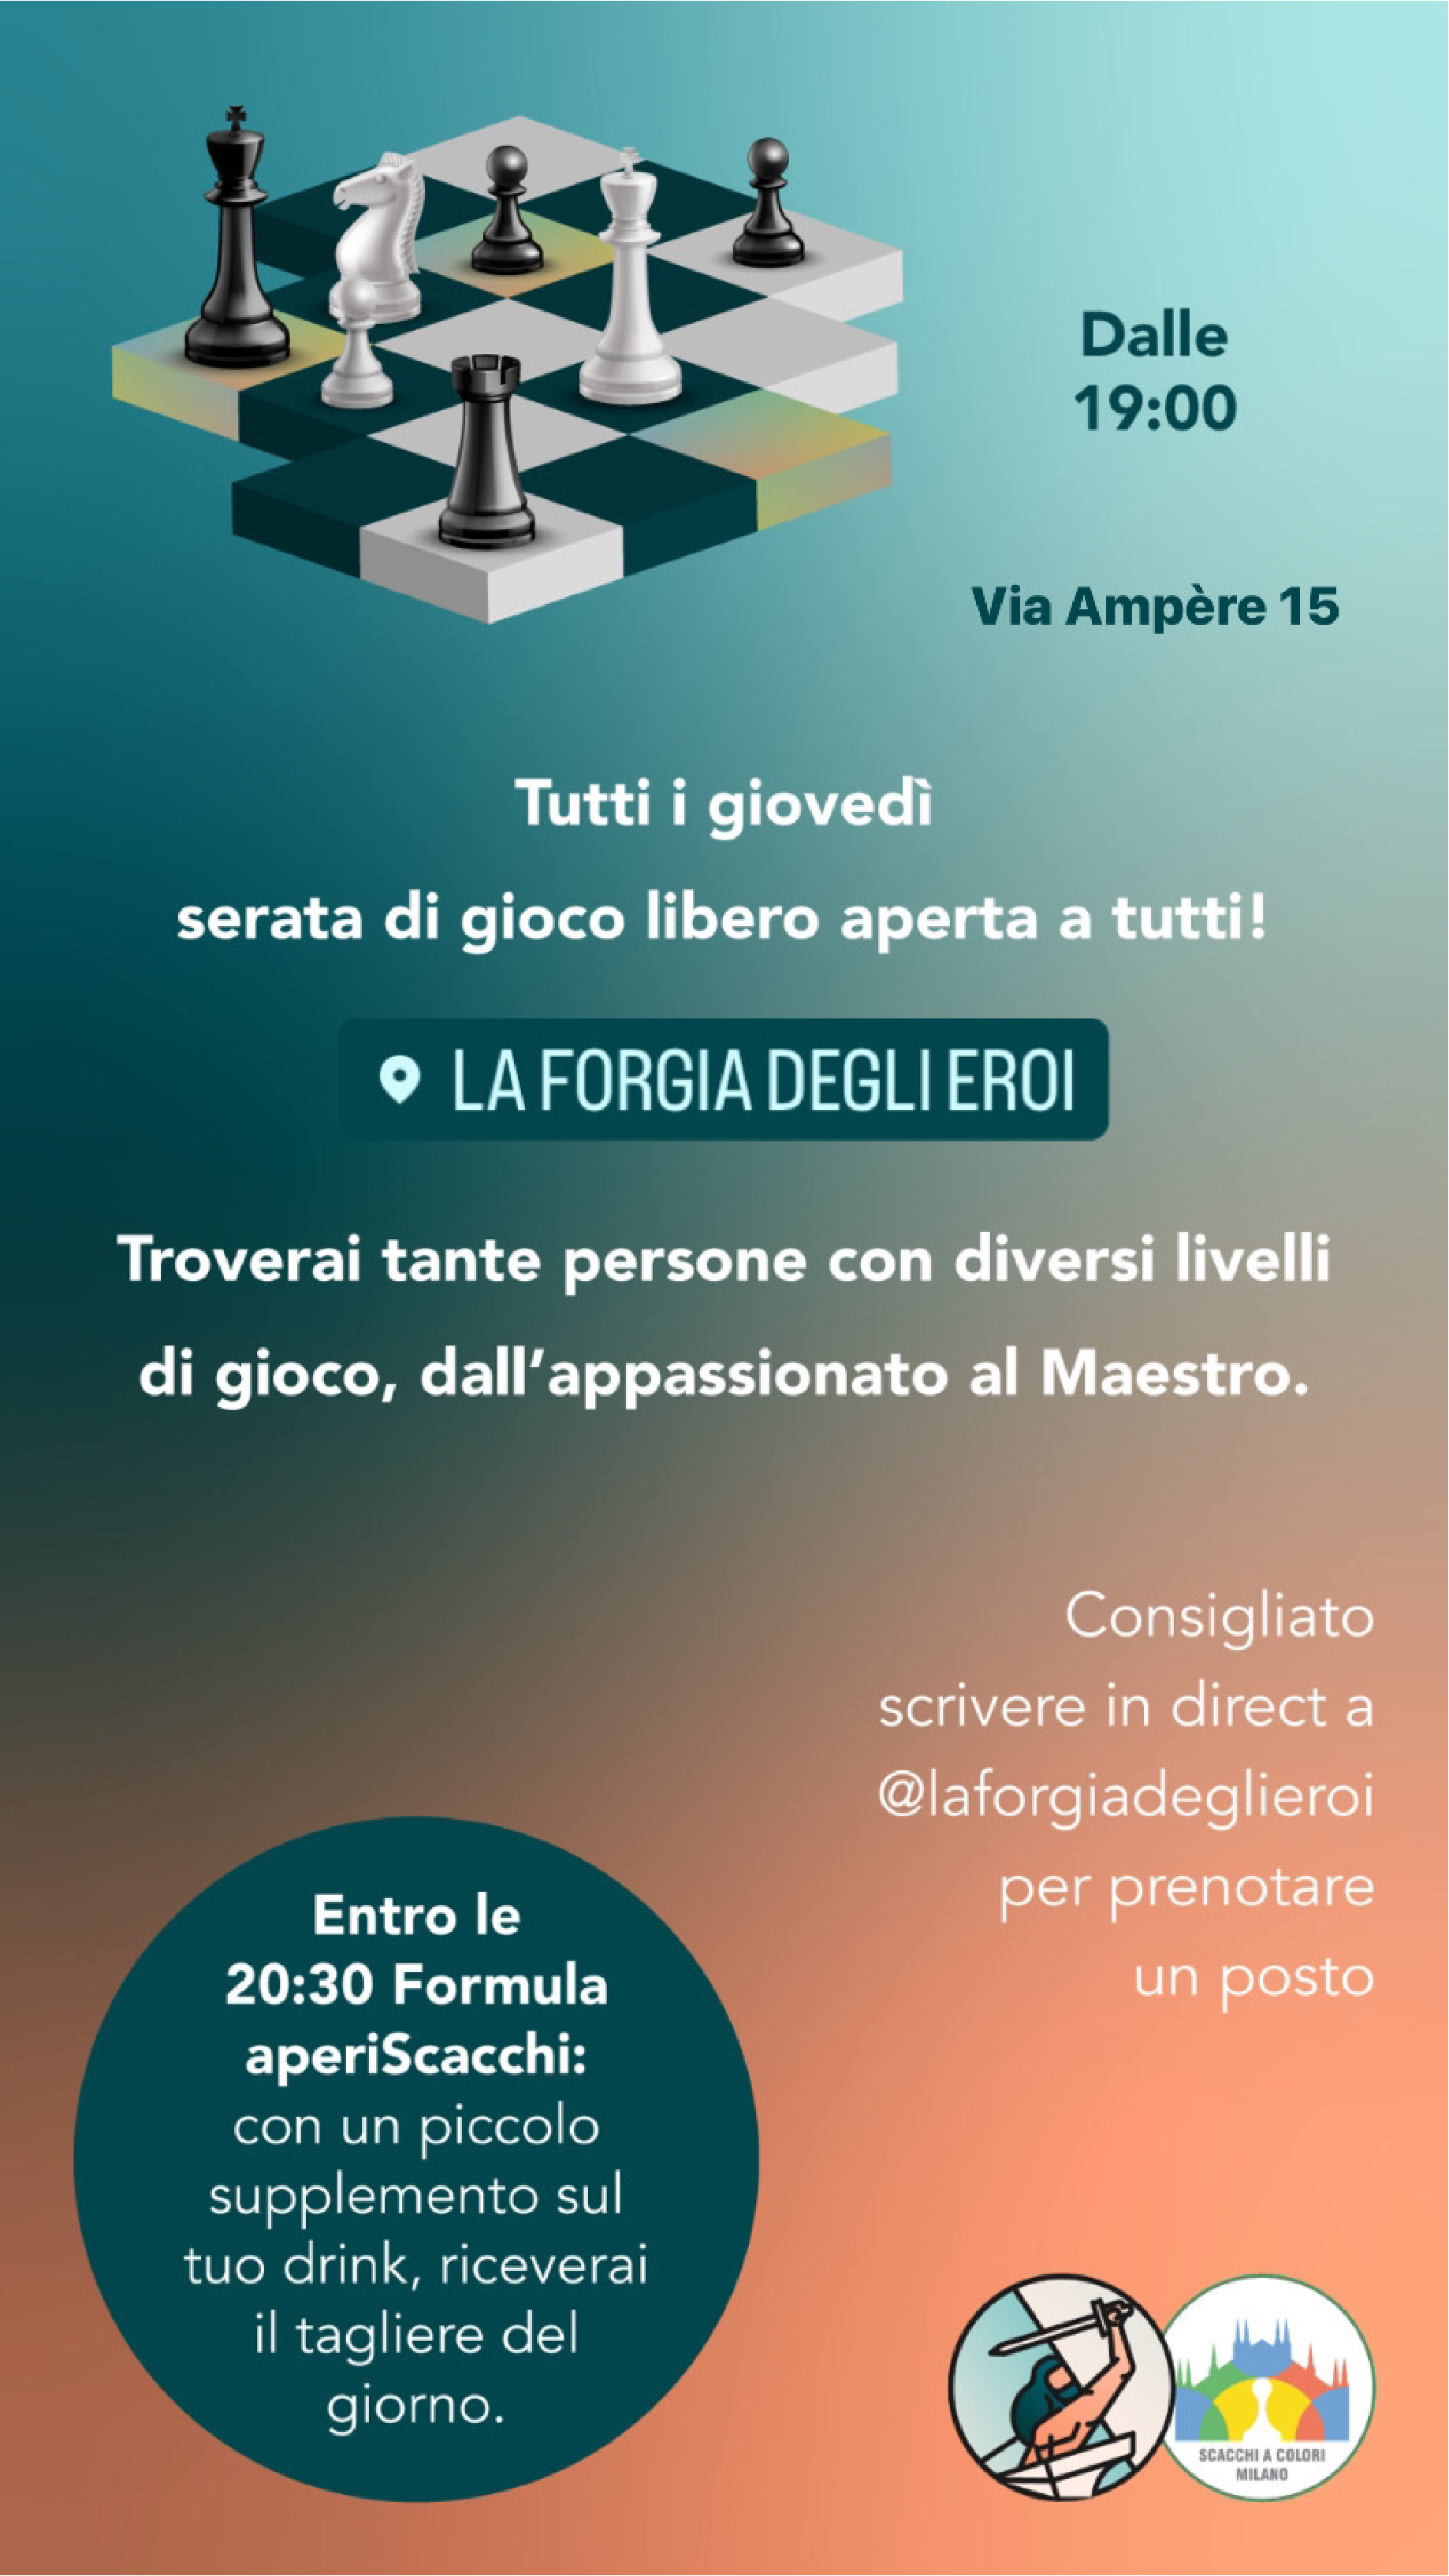 Dalle
19:00
Via Ampère 15
Tutti i giovedì
serata di gioco libero aperta a tutti!
LA FORGIA DEGLI EROI
Troverai tante persone con diversi livelli
di gioco, dall’appassionato al Maestro.
Consigliato
scrivere in direct a
@laforgiadeglieroi
per prenotare
un posto
Entro le
20:30 Formula
aperiScacchi:
con un piccolo
supplemento sul
tuo drink, riceverai
il tagliere del
giorno.
SCACCHI A COLORI
MILANO